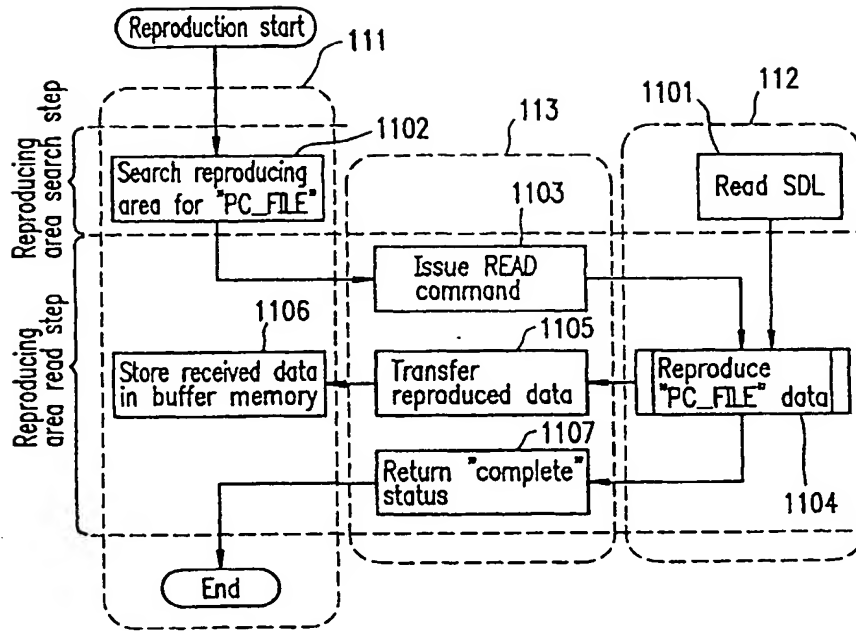 Reproduction start
111
112
1101
1102
113
Reproducing
area search step
Search reproducing
area for "PC_FILE"
Read SDL
1103
Issue READ
command
Reproducing
area read step
1106
1105
Store received data
in buffer memory
Transfer
reproduced data
Reproduce
"PC_FILE" data
1107
1104
Return "complete"
status
End